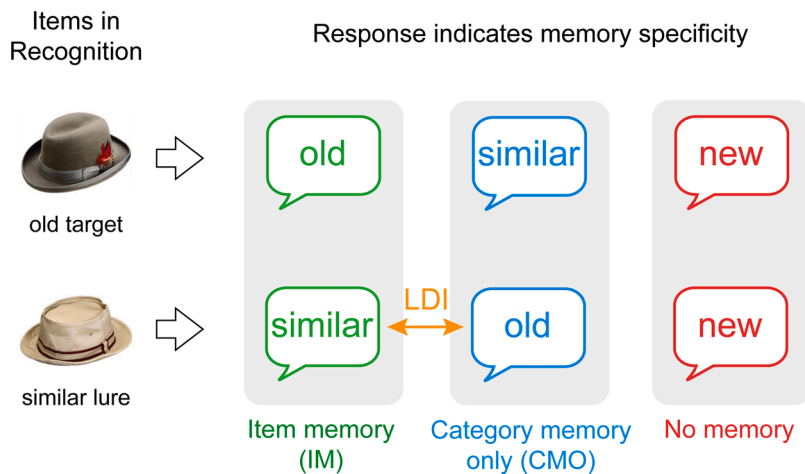 Items in
Recognition
Response indicates memory specificity
old
similar
new
old target
similar
LDI
old
new
similar lure
Item memory
(IM)
Category memory
only (CMO)
No memory